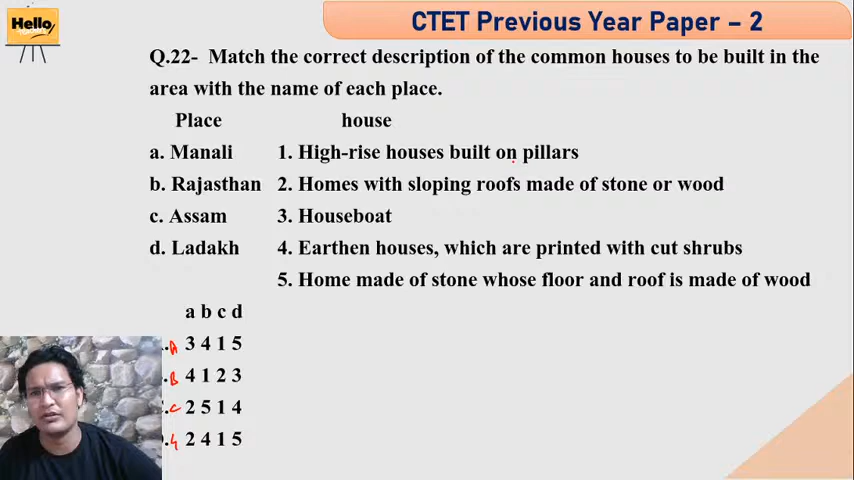 Hello
CTET Previous Year Paper – 2
Q.22- Match the correct description of the common houses to be built in the
area with the name of each place.
Place house
a. Manali 1. High-rise houses built on pillars
b. Rajasthan 2. Homes with sloping roofs made of stone or wood
c. Assam 3. Houseboat
d. Ladakh 4. Earthen houses, which are printed with cut shrubs
5. Home made of stone whose floor and roof is made of wood
a b c d
A 3 4 1 5
B 4 1 2 3
C 2 5 1 4
2 4 1 5